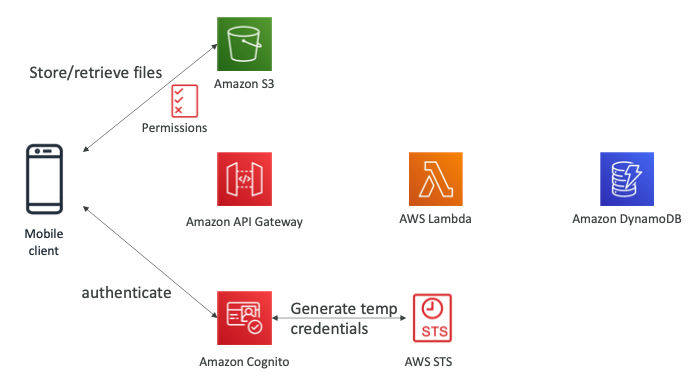 Amazon S3
Store/retrieve files
Permissions
Mobile
client
Amazon API Gateway
AWS Lambda
Amazon DynamoDB
authenticate
Generate temp
credentials
Amazon Cognito
STS
AWS STS